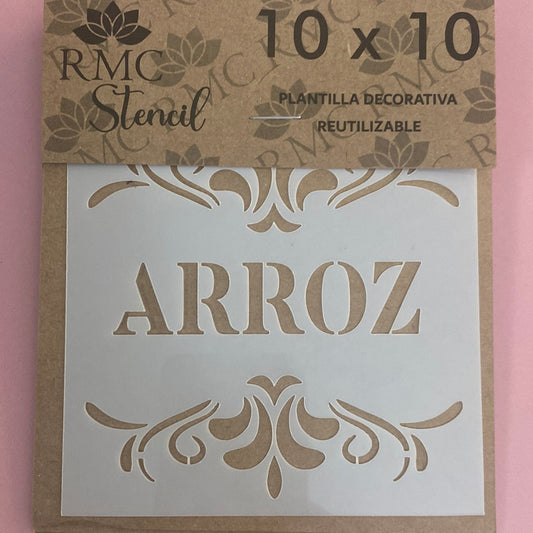 10 x 10
RMC
Stencil
PLANTILLA DECORATIVA
REUTILIZABLE
ARROZ